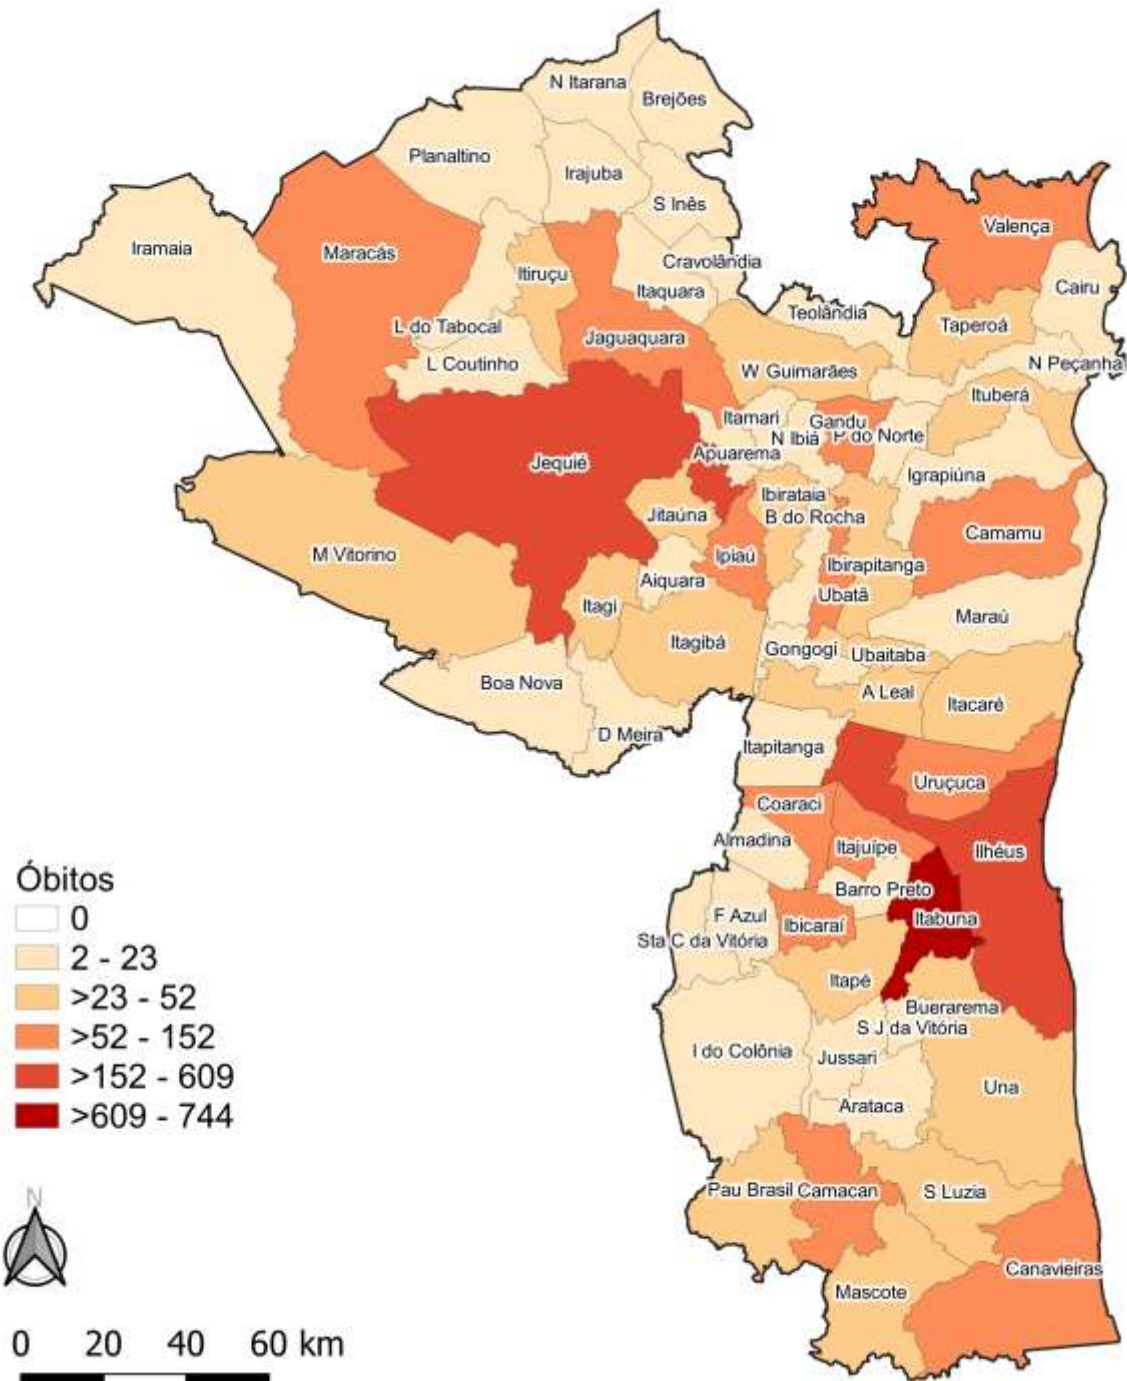 N Itarana
Brejões
Planaltino
Irajuba
S Inês
Valença
Iramaia
Maracás
Cravolândia
Itiruçu
Cairu
Itaquara
Teolândia
L do Tabocal
Taperoá
Jaguaquara
L Coutinho
N Peçanha
W Guimarães
Ituberá
Itamari
Gandu
N Ibiá
P do Norte
Apuarema
Jequié
Igrapiúna
Ibirataia
Jitaúna
B do Rocha
Camamu
M Vitorino
Ipiaú
Ibirapitanga
Aiquara
Ubatã
Itagi
Maraú
Itagibá
Gongogi
Ubaitaba
Boa Nova
A Leal
Itacaré
D Meira
Itapitanga
Uruçuca
Coaraci
Almadina
Itajuípe
Ilhéus
Barro Preto
F Azul
Ibicaraí
Itabuna
Sta C da Vitória
Itapé
Buerarema
S J da Vitória
I do Colônia
Jussari
Una
Arataca
Pau Brasil
Camacan
S Luzia
Canavieiras
Mascote
Óbitos
0
2 - 23
>23 - 52
>52 - 152
>152 - 609
>609 - 744
N
0 20 40 60 km